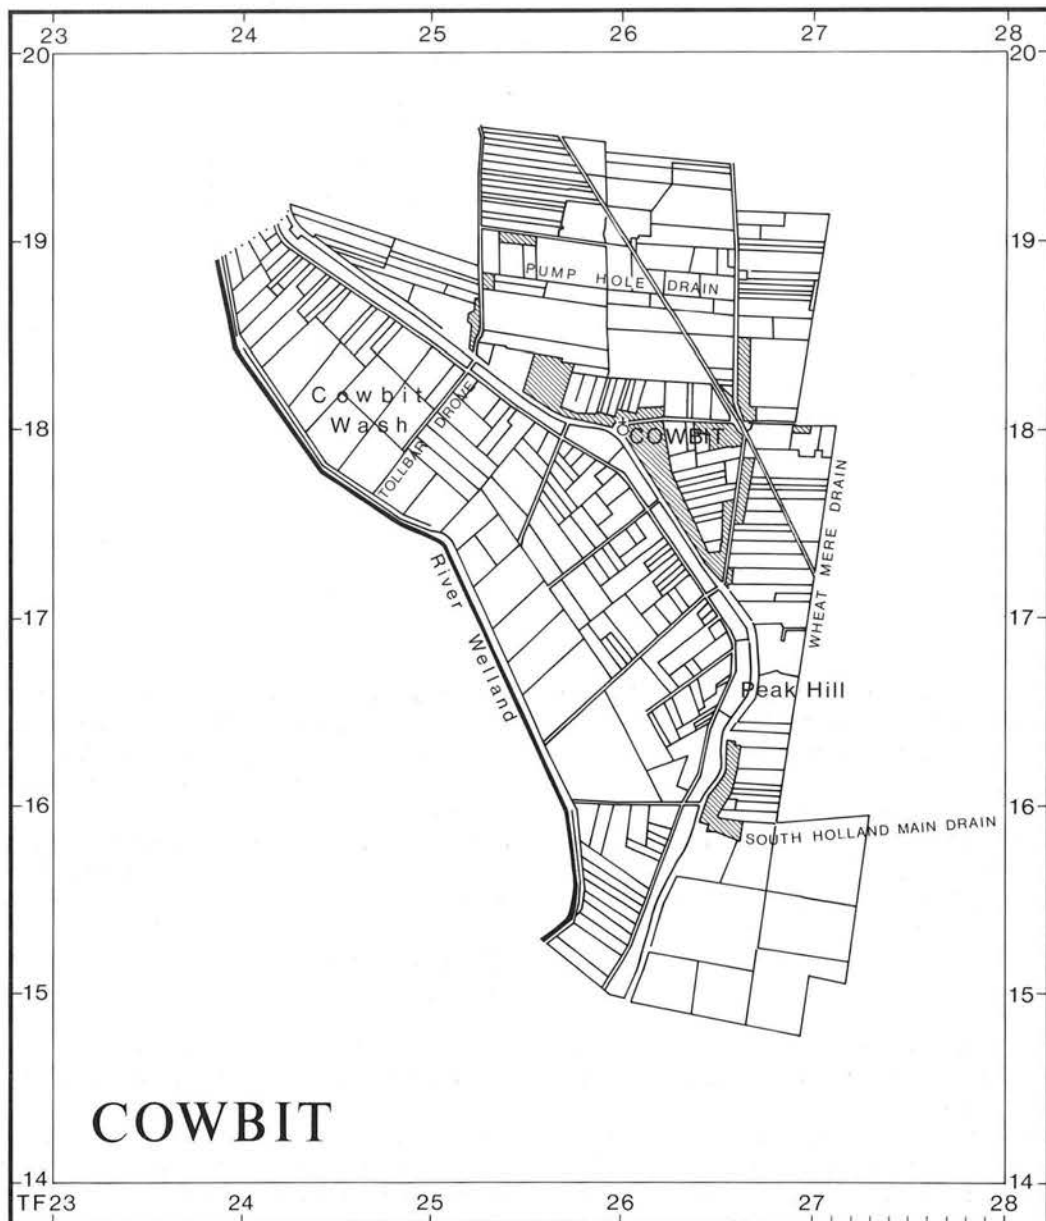 23 24 25 26 27 28
20 20
19 19
PUMP HOLE DRAIN
Cowbit
Wash
TOLLBAR DROVE
18 18
COWBIT
WHEAT MERE DRAIN
River Welland
17 17
Peak Hill
16 16
SOUTH HOLLAND MAIN DRAIN
15 15
COWBIT
14 14
TF23 24 25 26 27 28